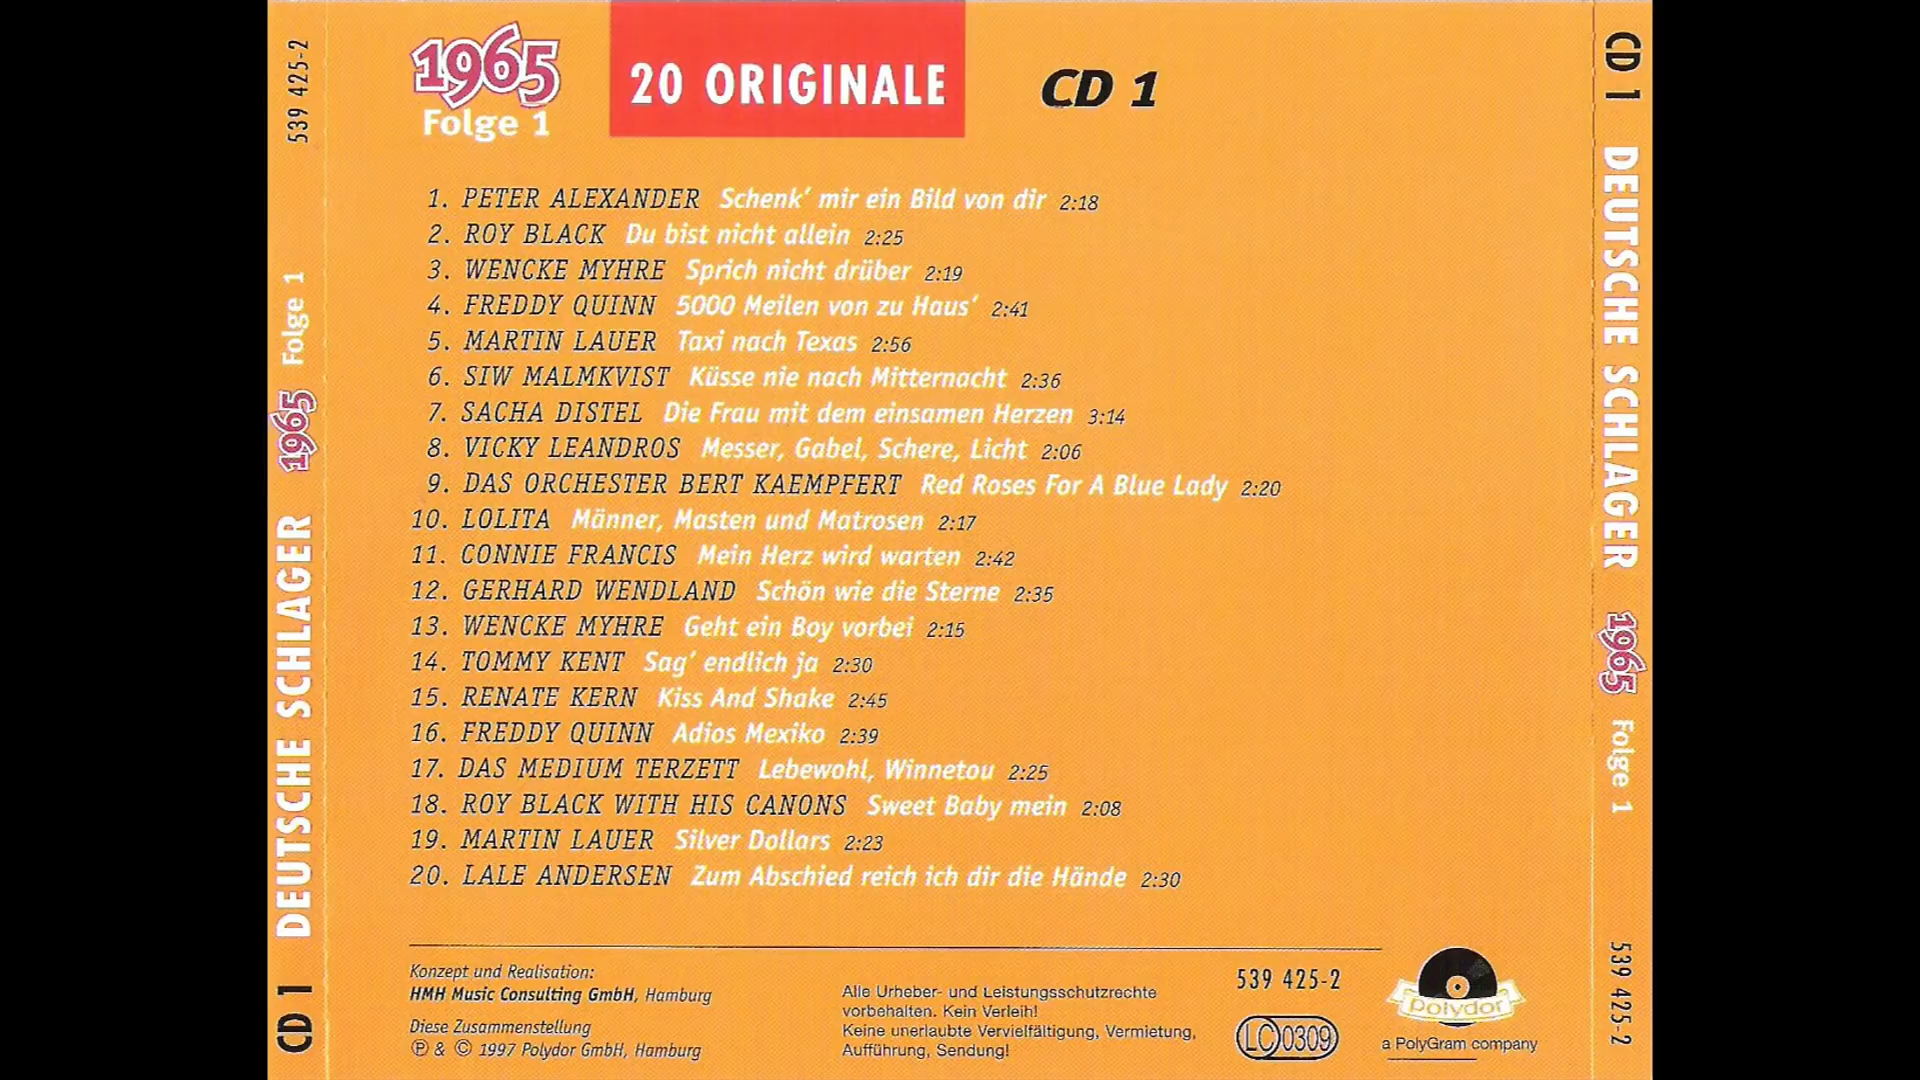 539 425-2
Folge 1
1965
DEUTSCHE SCHLAGER
CD 1
1965
Folge 1
20 ORIGINALE
CD 1
1. PETER ALEXANDER Schenk' mir ein Bild von dir 2:18
2. ROY BLACK Du bist nicht allein 2:25
3. WENCKE MYHRE Sprich nicht drüber 2:19
4. FREDDY QUINN 5000 Meilen von zu Haus' 2:41
5. MARTIN LAUER Taxi nach Texas 2:56
6. SIW MALMKVIST Küsse nie nach Mitternacht 2:36
7. SACHA DISTEL Die Frau mit dem einsamen Herzen 3:14
8. VICKY LEANDROS Messer, Gabel, Schere, Licht 2:06
9. DAS ORCHESTER BERT KAEMPFERT Red Roses For A Blue Lady 2:20
10. LOLITA Männer, Masten und Matrosen 2:17
11. CONNIE FRANCIS Mein Herz wird warten 2:42
12. GERHARD WENDLAND Schön wie die Sterne 2:35
13. WENCKE MYHRE Geht ein Boy vorbei 2:15
14. TOMMY KENT Sag' endlich ja 2:30
15. RENATE KERN Kiss And Shake 2:45
16. FREDDY QUINN Adios Mexiko 2:39
17. DAS MEDIUM TERZETT Lebewohl, Winnetou 2:25
18. ROY BLACK WITH HIS CANONS Sweet Baby mein 2:08
19. MARTIN LAUER Silver Dollars 2:23
20. LALE ANDERSEN Zum Abschied reich ich dir die Hände 2:30
Konzept und Realisation:
HMH Music Consulting GmbH, Hamburg
Diese Zusammenstellung
℗ & © 1997 Polydor GmbH, Hamburg
Alle Urheber- und Leistungsschutzrechte
vorbehalten. Kein Verleih!
Keine unerlaubte Vervielfältigung, Vermietung,
Aufführung, Sendung!
539 425-2
LC 0309
polydor
a PolyGram company
CD 1
DEUTSCHE SCHLAGER
1965
Folge 1
539 425-2